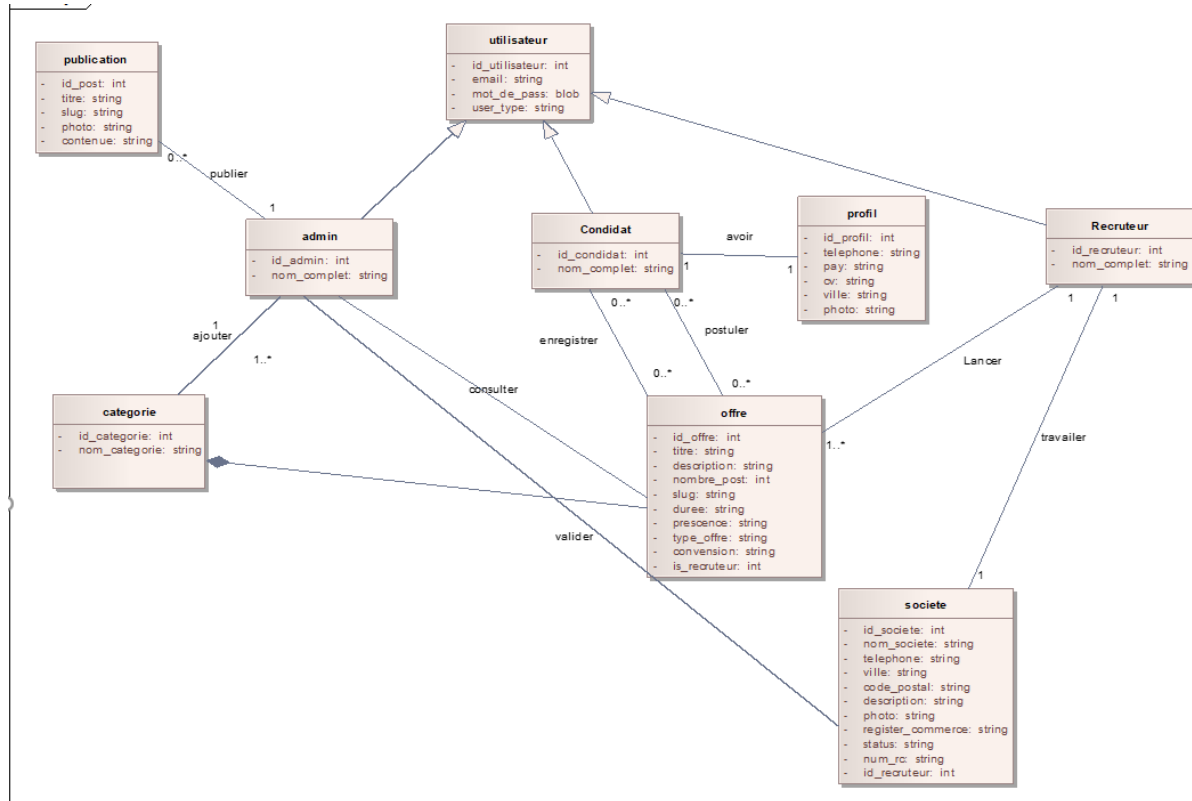 utilisateur
- id_utilisateur: int
- email: string
- mot_de_pass: blob
- user_type: string
publication
- id_post: int
- titre: string
- slug: string
- photo: string
- contenue: string
0..*
publier
1
admin
- id_admin: int
- nom_complet: string
Condidat
- id_condidat: int
- nom_complet: string
avoir
1
1
profil
- id_profil: int
- telephone: string
- pay: string
- cv: string
- ville: string
- photo: string
Recruteur
- id_recruteur: int
- nom_complet: string
1
ajouter
1..*
0..*
0..*
enregistrer
postuler
0..*
0..*
1
1
Lancer
1..*
travailer
1
consulter
valider
categorie
- id_categorie: int
- nom_categorie: string
offre
- id_offre: int
- titre: string
- description: string
- nombre_post: int
- slug: string
- duree: string
- prescence: string
- type_offre: string
- convension: string
- is_recruteur: int
societe
- id_societe: int
- nom_societe: string
- telephone: string
- ville: string
- code_postal: string
- description: string
- photo: string
- register_commerce: string
- status: string
- num_rc: string
- id_recruteur: int